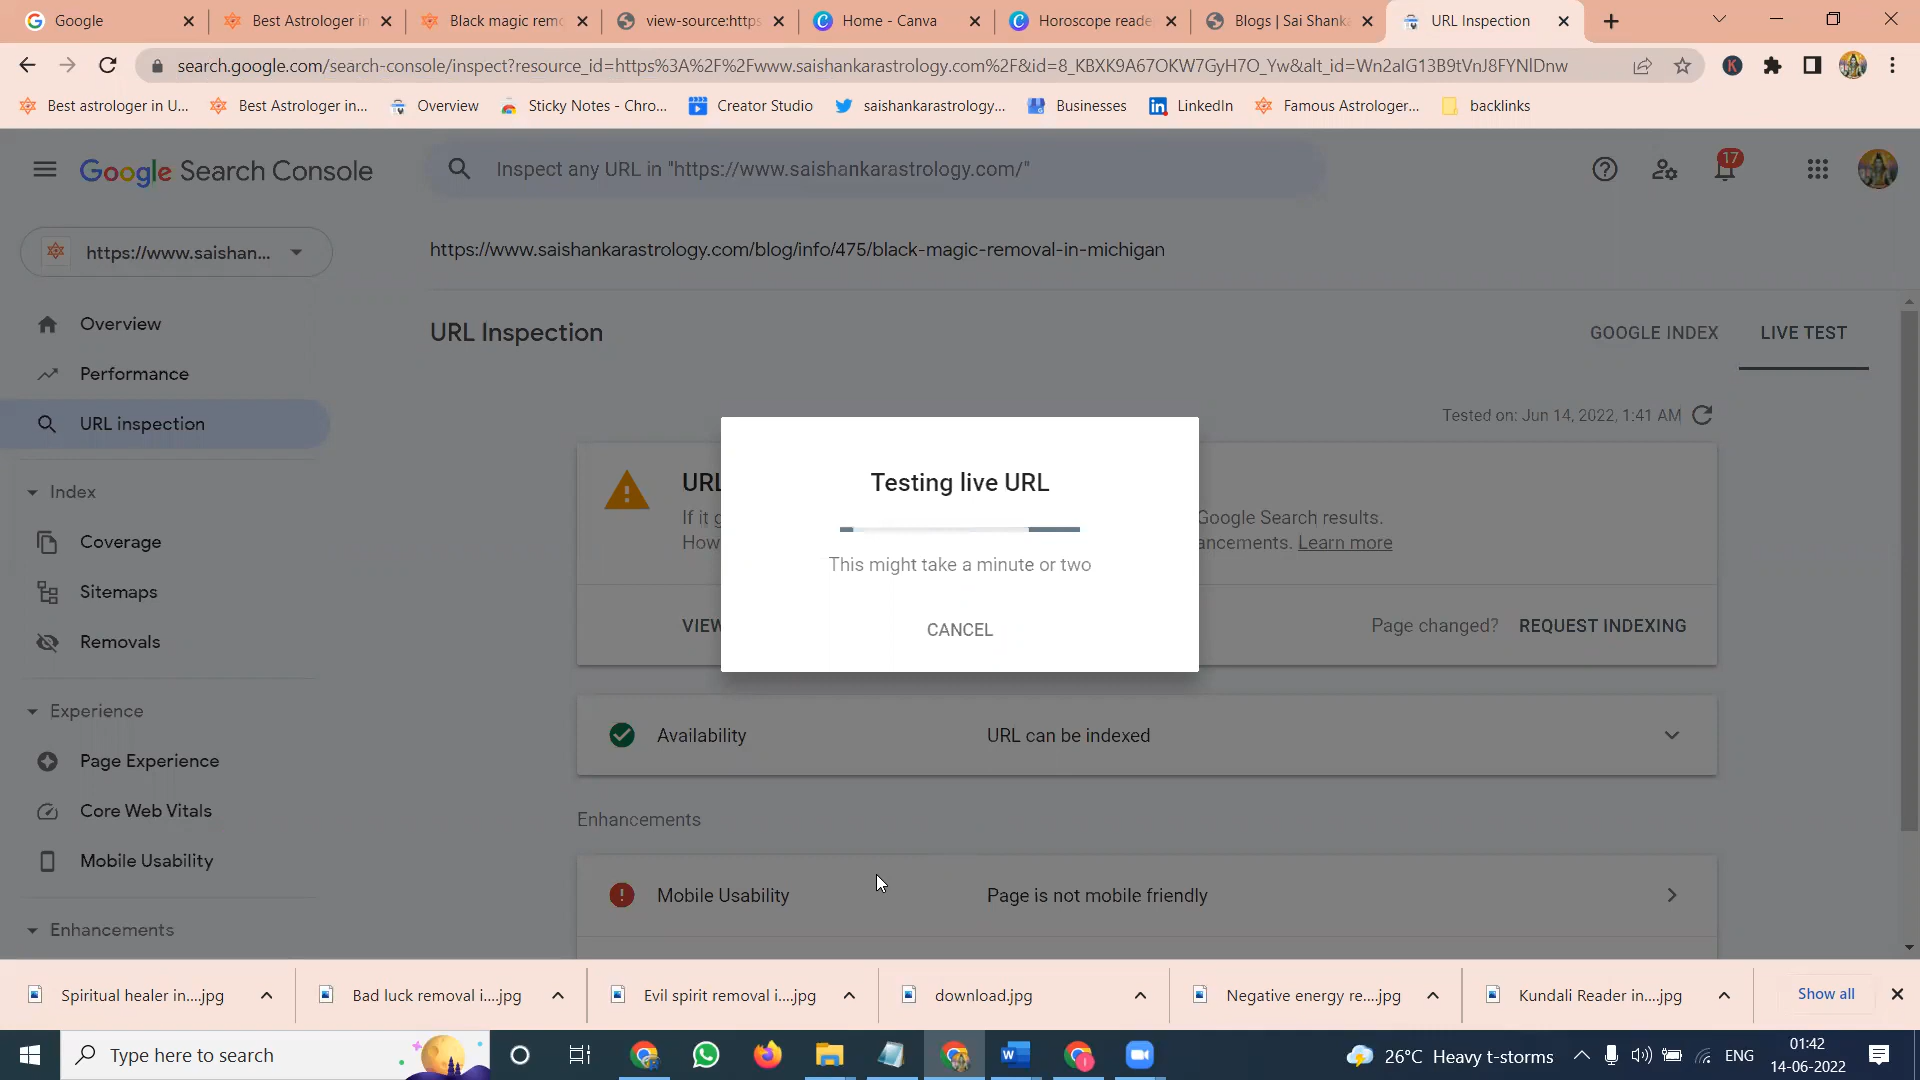 Google
Best Astrologer in
Black magic remo
view-source:https
Home - Canva
Horoscope reade
Blogs | Sai Shanka
URL Inspection
search.google.com/search-console/inspect?resource_id=https%3A%2F%2Fwww.saishankarastrology.com%2F&id=8_KBXK9A67OKW7GyH7O_Yw&alt_id=Wn2aIG13B9tVnJ8FYNlDnw
K
Best astrologer in U...
Best Astrologer in...
Overview
Sticky Notes - Chro...
Creator Studio
saishankarastrology...
Businesses
LinkedIn
Famous Astrologer...
backlinks
Google Search Console
Inspect any URL in "https://www.saishankarastrology.com/"
17
https://www.saishan...
https://www.saishankarastrology.com/blog/info/475/black-magic-removal-in-michigan
Overview
Performance
URL inspection
Index
Coverage
Sitemaps
Removals
Experience
Page Experience
Core Web Vitals
Mobile Usability
Enhancements
URL Inspection
GOOGLE INDEX
LIVE TEST
Tested on: Jun 14, 2022, 1:41 AM
URL
If it g
Google Search results.
How
ancements. Learn more
VIEW
Page changed?
REQUEST INDEXING
Testing live URL
This might take a minute or two
CANCEL
Availability
URL can be indexed
Enhancements
Mobile Usability
Page is not mobile friendly
Spiritual healer in....jpg
Bad luck removal i....jpg
Evil spirit removal i....jpg
download.jpg
Negative energy re....jpg
Kundali Reader in....jpg
Show all
Type here to search
26°C Heavy t-storms
ENG
01:42
14-06-2022